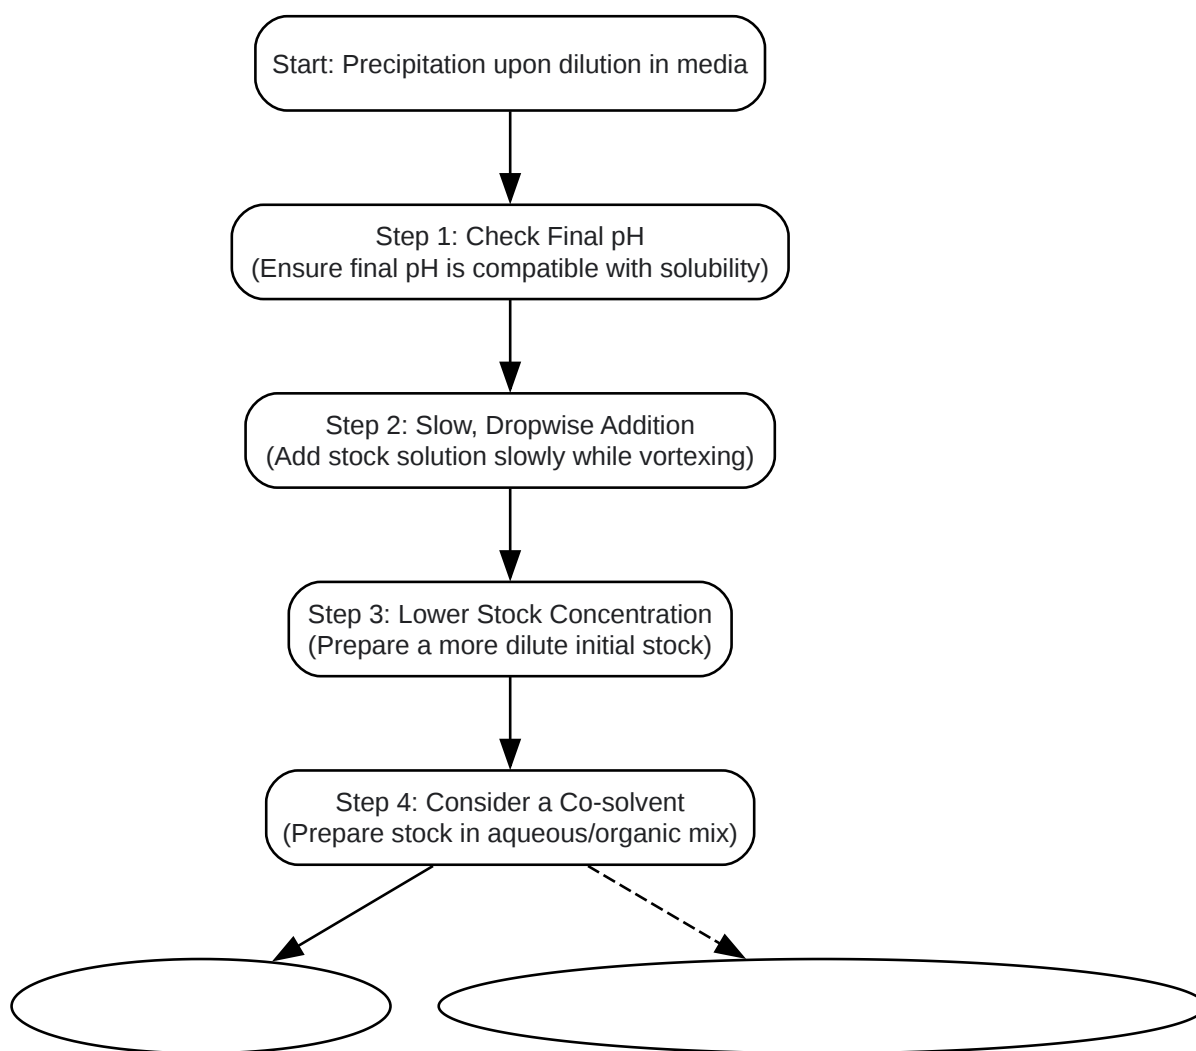 Start: Precipitation upon dilution in media
Step 1: Check Final pH
(Ensure final pH is compatible with solubility)
Step 2: Slow, Dropwise Addition
(Add stock solution slowly while vortexing)
Step 3: Lower Stock Concentration
(Prepare a more dilute initial stock)
Step 4: Consider a Co-solvent
(Prepare stock in aqueous/organic mix)